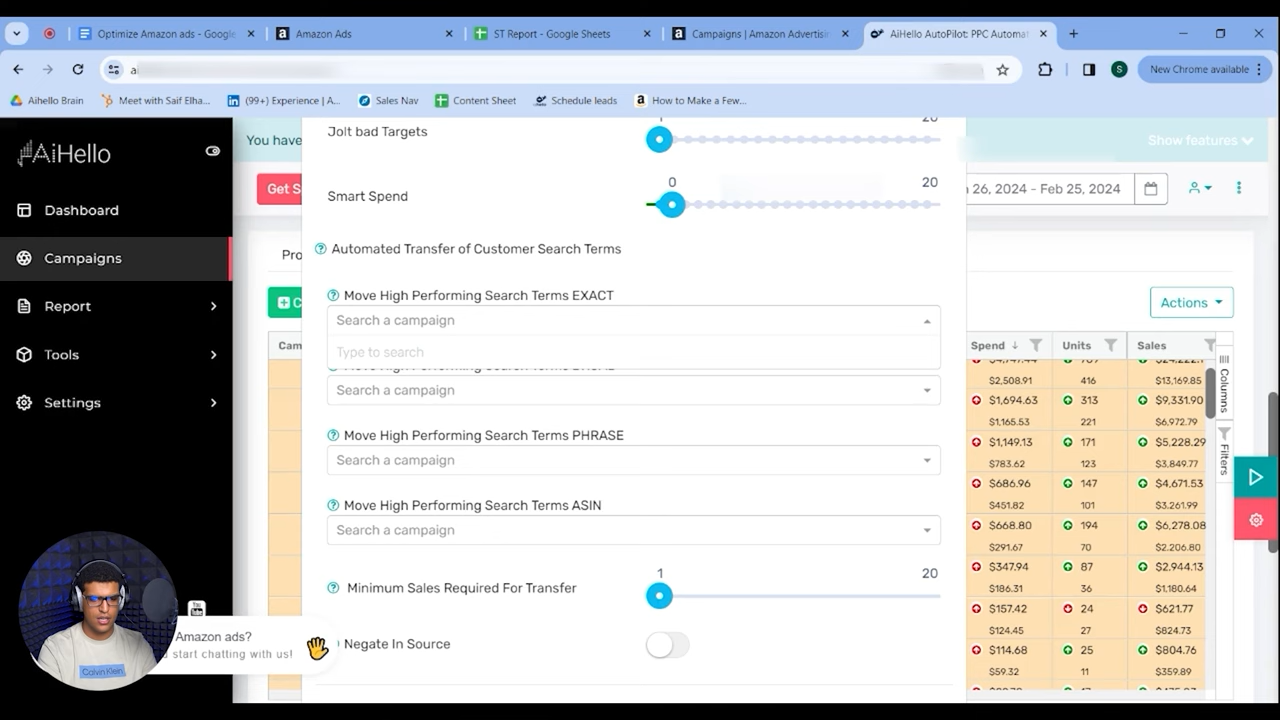 Optimize Amazon ads - Google
Amazon Ads
ST Report - Google Sheets
Campaigns | Amazon Advertisin
AiHello AutoPilot: PPC Automat
New Chrome available
S
Aihello Brain
Meet with Saif Elha...
(99+) Experience | A...
Sales Nav
Content Sheet
Schedule leads
How to Make a Few...
AiHello
Dashboard
Campaigns
Report
Tools
Settings
You have
Show features
Get S
26, 2024 - Feb 25, 2024
Pro
C
Actions
Cam
Jolt bad Targets
1
20
Smart Spend
0
20
Automated Transfer of Customer Search Terms
Move High Performing Search Terms EXACT
Search a campaign
Type to search
Search a campaign
Move High Performing Search Terms PHRASE
Search a campaign
Move High Performing Search Terms ASIN
Search a campaign
Minimum Sales Required For Transfer
1
20
Negate In Source
Spend Units Sales
$2,508.91 416 $13,169.85
$1,694.63 313 $9,331.90
$1,165.53 221 $6,972.79
$1,149.13 171 $5,228.29
$783.62 123 $3,849.77
$686.96 147 $4,671.53
$451.82 101 $3,261.99
$668.80 194 $6,278.08
$291.67 70 $2,206.80
$347.94 87 $2,944.13
$186.31 36 $1,180.64
$157.42 24 $621.77
$124.45 27 $824.73
$114.68 25 $804.76
$59.32 11 $359.89
Columns
Filters
Amazon ads?
start chatting with us!
You Tube
Calvin Klein